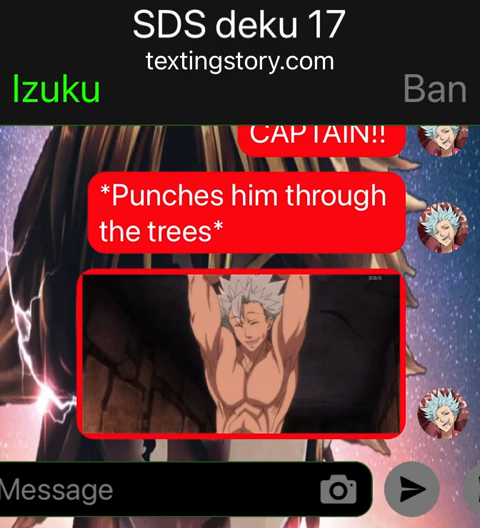 SDS deku 17
textingstory.com
Izuku
Ban
CAPTAIN!!
*Punches him through
the trees*
Message